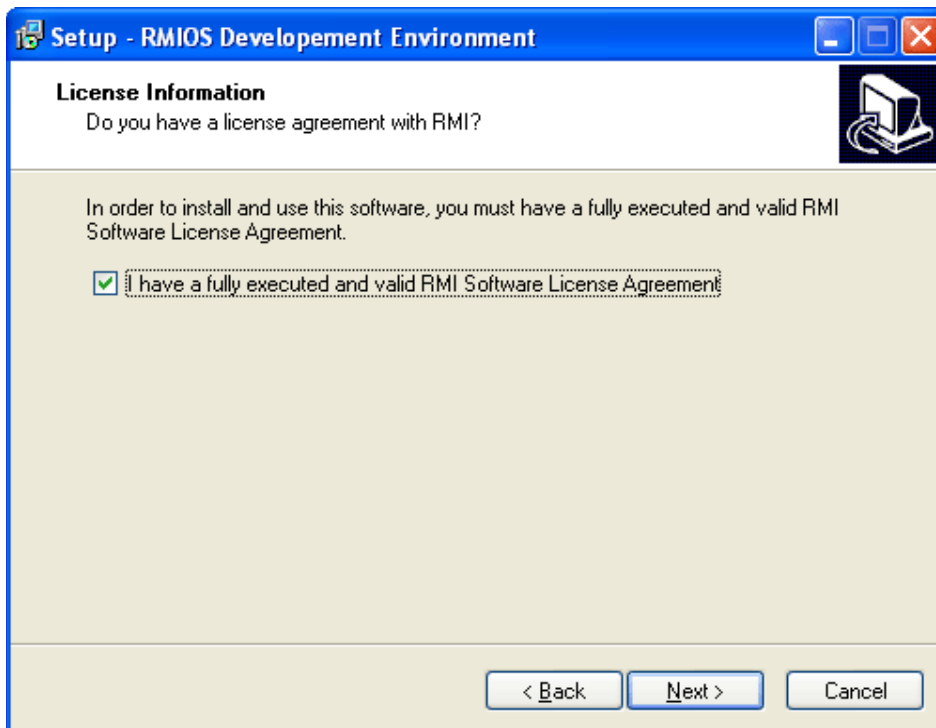 Setup - RMIOS Developement Environment
License Information
Do you have a license agreement with RMI?
In order to install and use this software, you must have a fully executed and valid RMI
Software License Agreement.
I have a fully executed and valid RMI Software License Agreement
< Back
Next >
Cancel